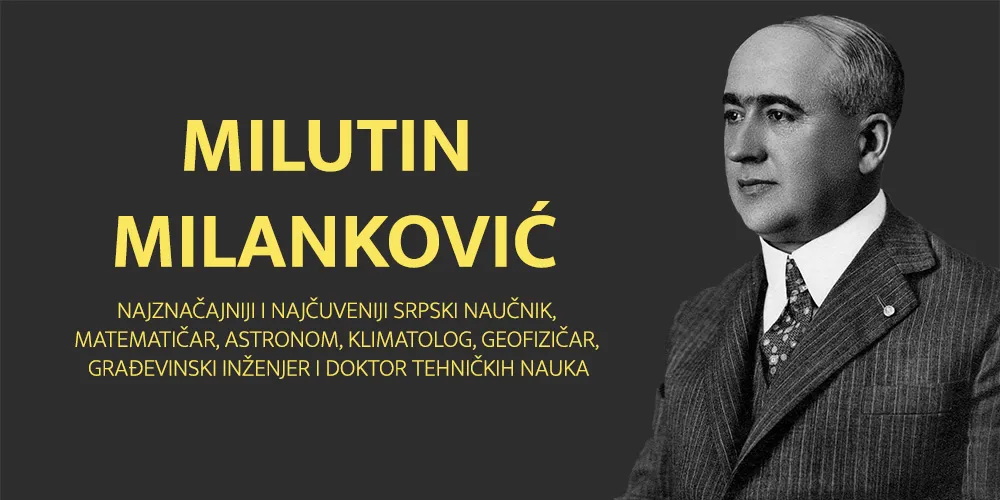 MILUTIN
MILANKOVIĆ
NAJZNAČAJNIJI I NAJČUVENIJI SRPSKI NAUČNIK,
MATEMATIČAR, ASTRONOM, KLIMATOLOG, GEOFIZIČAR,
GRAĐEVINSKI INŽENJER I DOKTOR TEHNIČKIH NAUKA